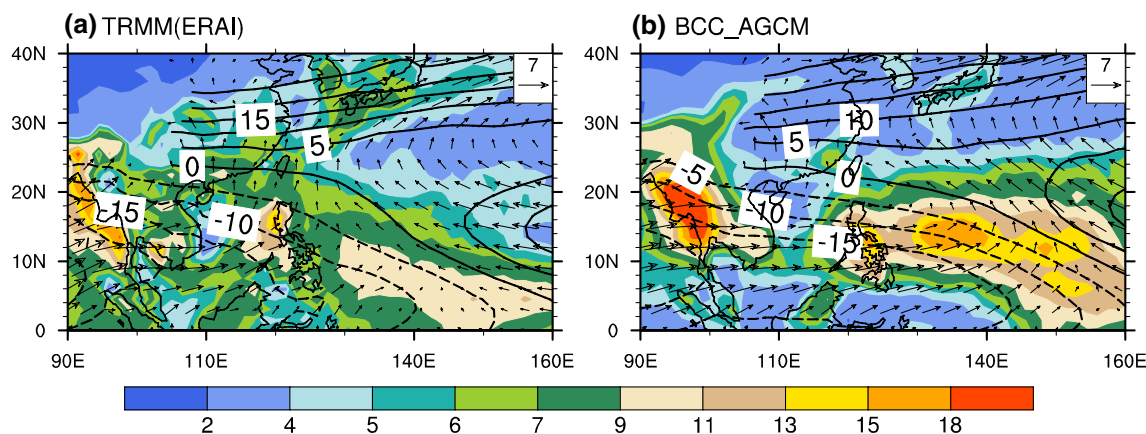 (a) TRMM(ERAI) (b) BCC_AGCM
40N 7 40N 7
30N 15 5 30N 10 5
0 0
20N -15 -10 20N -5 -10 -15
10N 10N
0 0
90E 110E 140E 160E 90E 110E 140E 160E
2 4 5 6 7 9 11 13 15 18